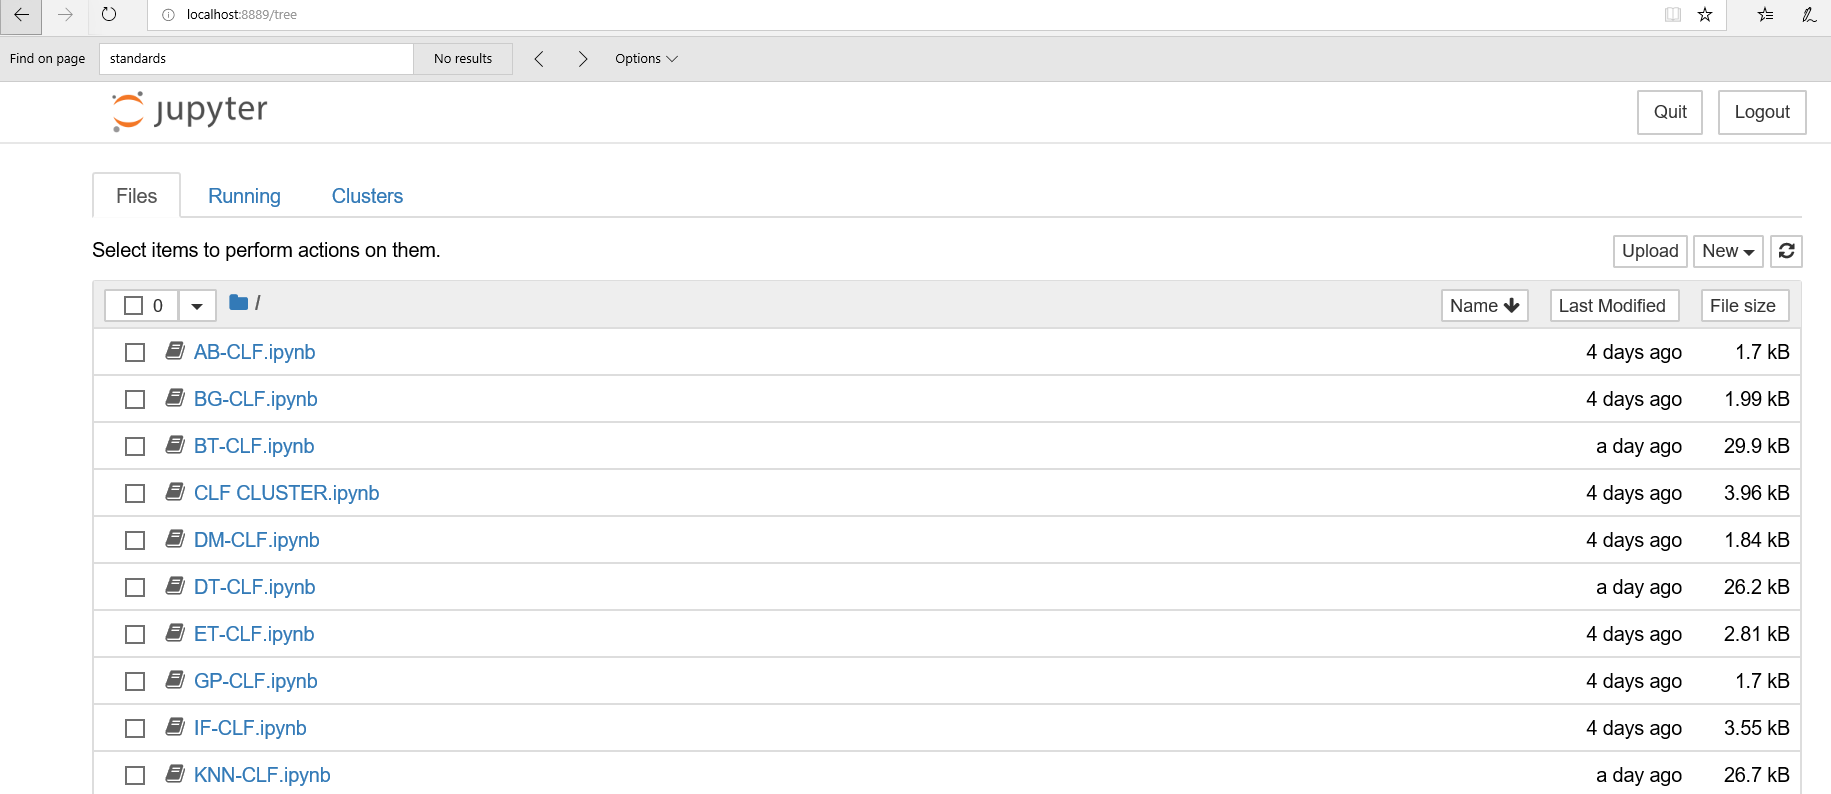 localhost:8889/tree
Find on page standards No results Options
jupyter Quit Logout
Files Running Clusters
Select items to perform actions on them. Upload New
0 / Name Last Modified File size
AB-CLF.ipynb 4 days ago 1.7 kB
BG-CLF.ipynb 4 days ago 1.99 kB
BT-CLF.ipynb a day ago 29.9 kB
CLF CLUSTER.ipynb 4 days ago 3.96 kB
DM-CLF.ipynb 4 days ago 1.84 kB
DT-CLF.ipynb a day ago 26.2 kB
ET-CLF.ipynb 4 days ago 2.81 kB
GP-CLF.ipynb 4 days ago 1.7 kB
IF-CLF.ipynb 4 days ago 3.55 kB
KNN-CLF.ipynb a day ago 26.7 kB